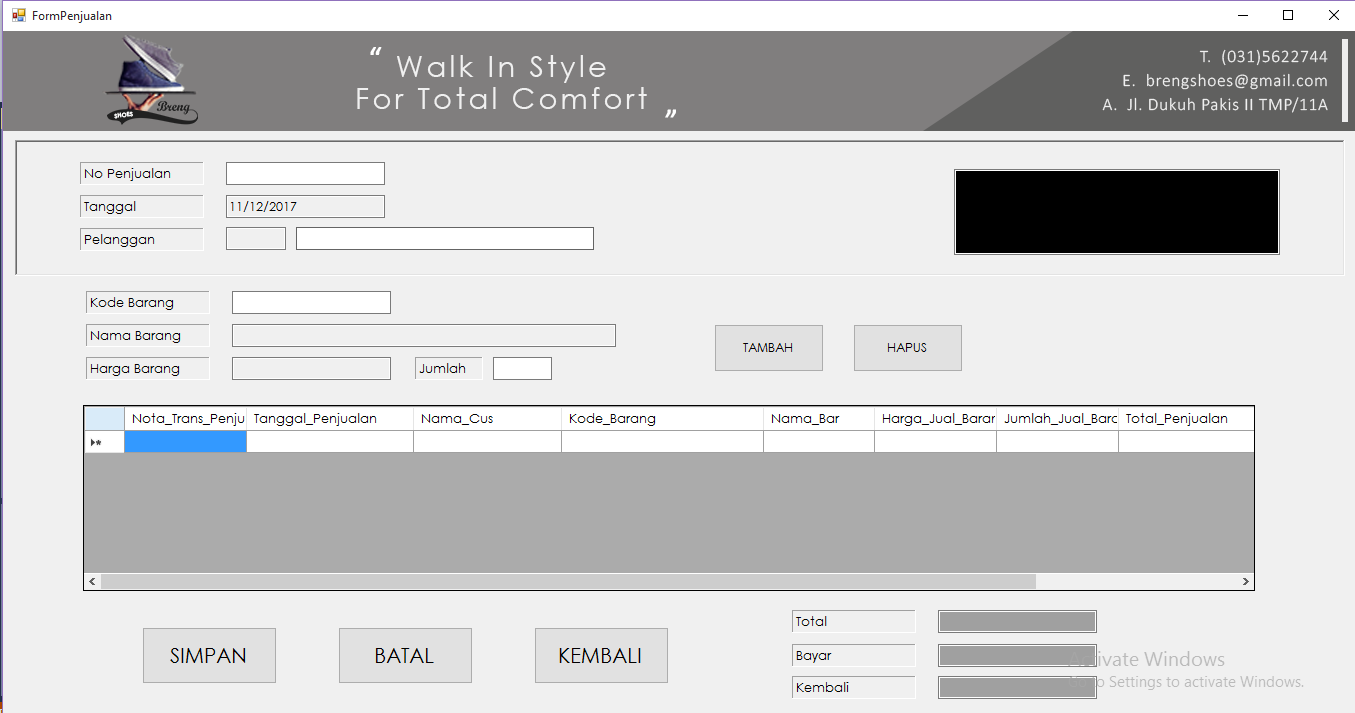 FormPenjualan
Breng
SHOES
“ Walk In Style
For Total Comfort „
T. (031)5622744
E. brengshoes@gmail.com
A. Jl. Dukuh Pakis II TMP/11A
No Penjualan
Tanggal 11/12/2017
Pelanggan
Kode Barang
Nama Barang
Harga Barang Jumlah
TAMBAH HAPUS
Nota_Trans_Penju Tanggal_Penjualan Nama_Cus Kode_Barang Nama_Bar Harga_Jual_Barar Jumlah_Jual_Barc Total_Penjualan
SIMPAN BATAL KEMBALI
Total
Bayar
Kembali
Activate Windows
Go to Settings to activate Windows.